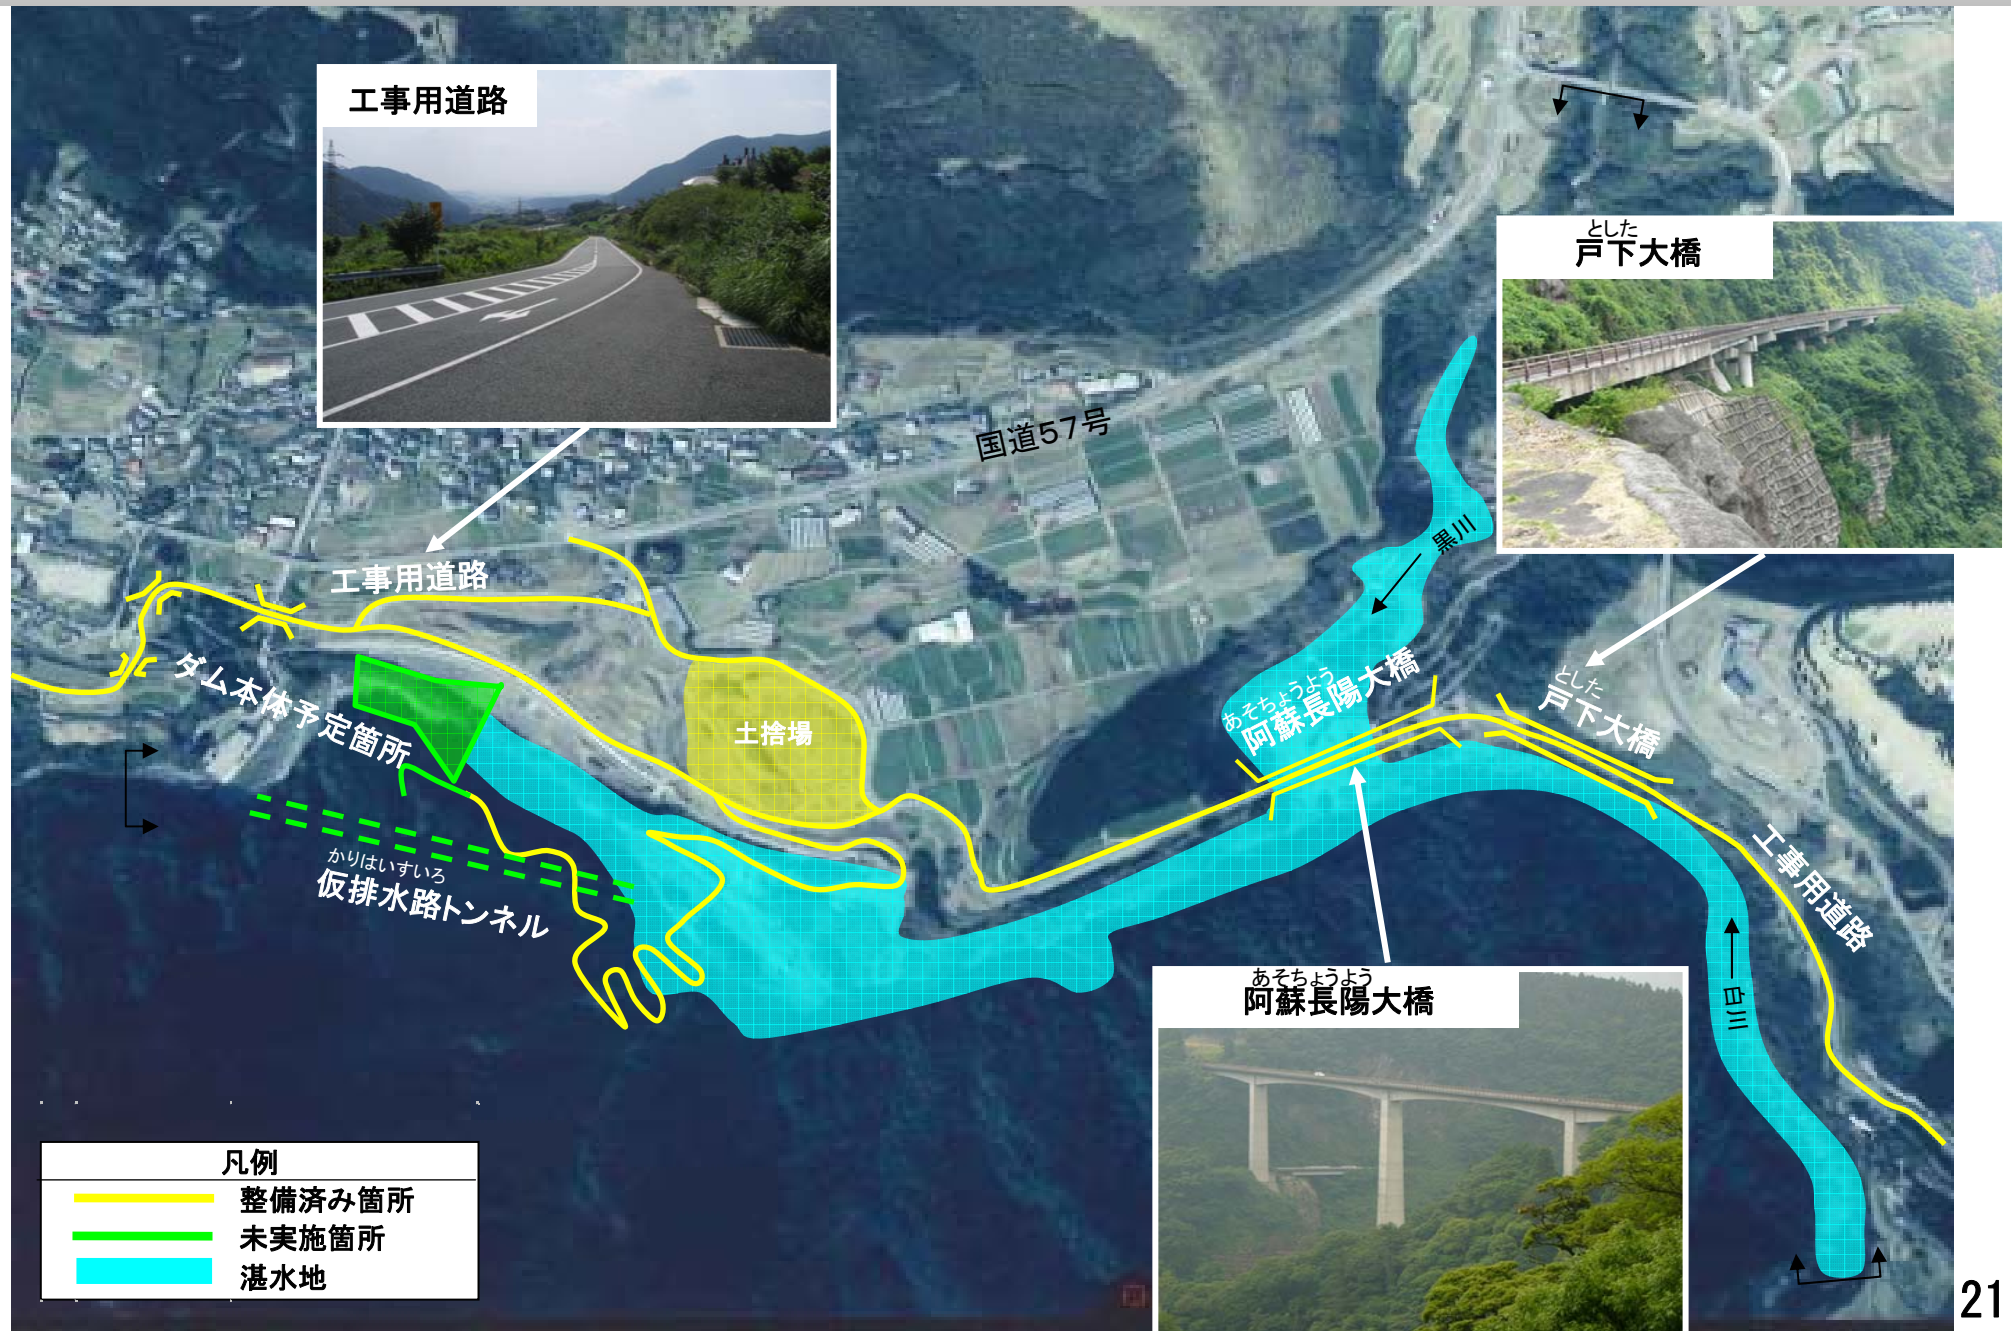 工事用道路
とした
戸下大橋
国道57号
黒川
工事用道路
ダム本体予定箇所
土捨場
あそちょうよう
阿蘇長陽大橋
とした
戸下大橋
かりはいすいろ
仮排水路トンネル
工事用道路
白川
あそちょうよう
阿蘇長陽大橋
凡例
整備済み箇所
未実施箇所
湛水地
21